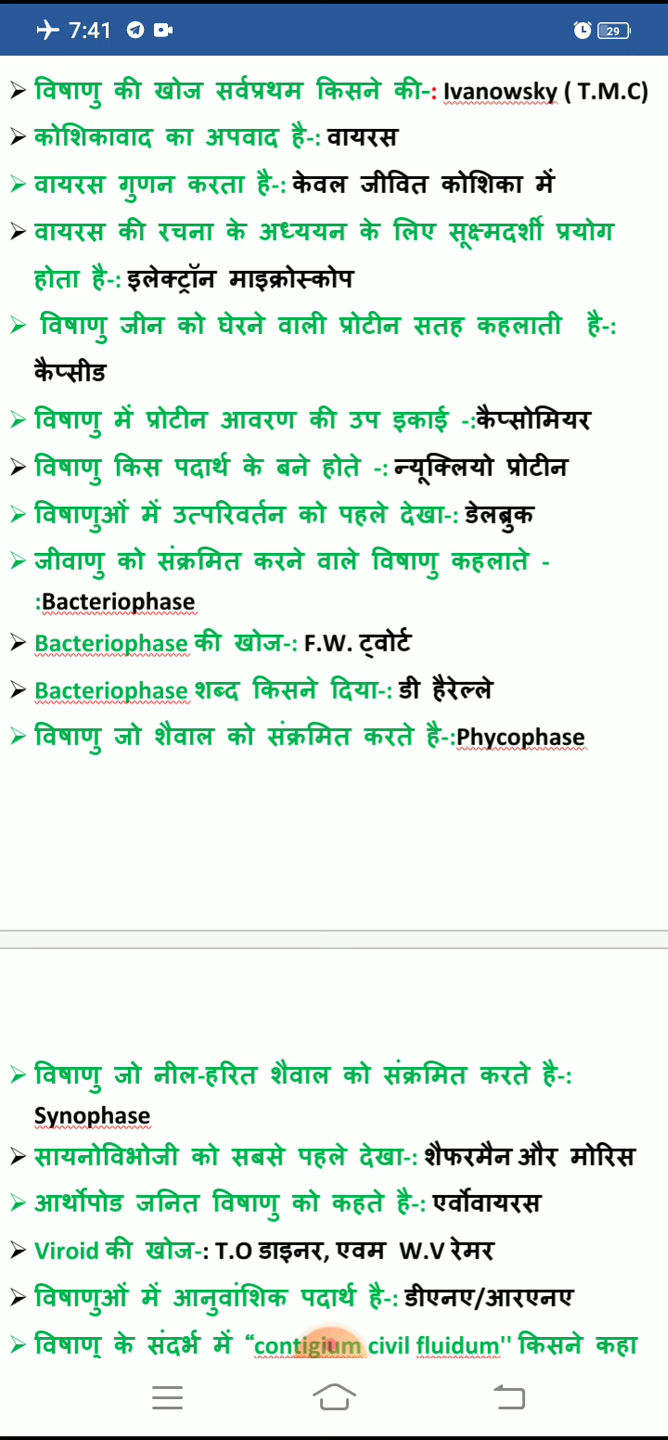 7:41
29
➤ विषाणु की खोज सर्वप्रथम किसने की-: Ivanowsky ( T.M.C)
➤ कोशिकावाद का अपवाद है-: वायरस
➤ वायरस गुणन करता है-: केवल जीवित कोशिका में
➤ वायरस की रचना के अध्ययन के लिए सूक्ष्मदर्शी प्रयोग
होता है-: इलेक्ट्रॉन माइक्रोस्कोप
➤ विषाणु जीन को घेरने वाली प्रोटीन सतह कहलाती है-:
कैप्सीड
➤ विषाणु में प्रोटीन आवरण की उप इकाई -:कैप्सोमियर
➤ विषाणु किस पदार्थ के बने होते -: न्यूक्लियो प्रोटीन
➤ विषाणुओं में उत्परिवर्तन को पहले देखा-: डेलब्रुक
➤ जीवाणु को संक्रमित करने वाले विषाणु कहलाते -
:Bacteriophase
➤ Bacteriophase की खोज-: F.W. ट्वोर्ट
➤ Bacteriophase शब्द किसने दिया-: डी हैरेल्ले
➤ विषाणु जो शैवाल को संक्रमित करते है-:Phycophase
➤ विषाणु जो नील-हरित शैवाल को संक्रमित करते है-:
Synophase
➤ सायनोविभोजी को सबसे पहले देखा-: शैफरमैन और मोरिस
➤ आर्थोपोड जनित विषाणु को कहते है-: एर्वोवायरस
➤ Viroid की खोज-: T.O डाइनर, एवम W.V रेमर
➤ विषाणुओं में आनुवांशिक पदार्थ है-: डीएनए/आरएनए
➤ विषाणु के संदर्भ में “contigium civil fluidum'' किसने कहा